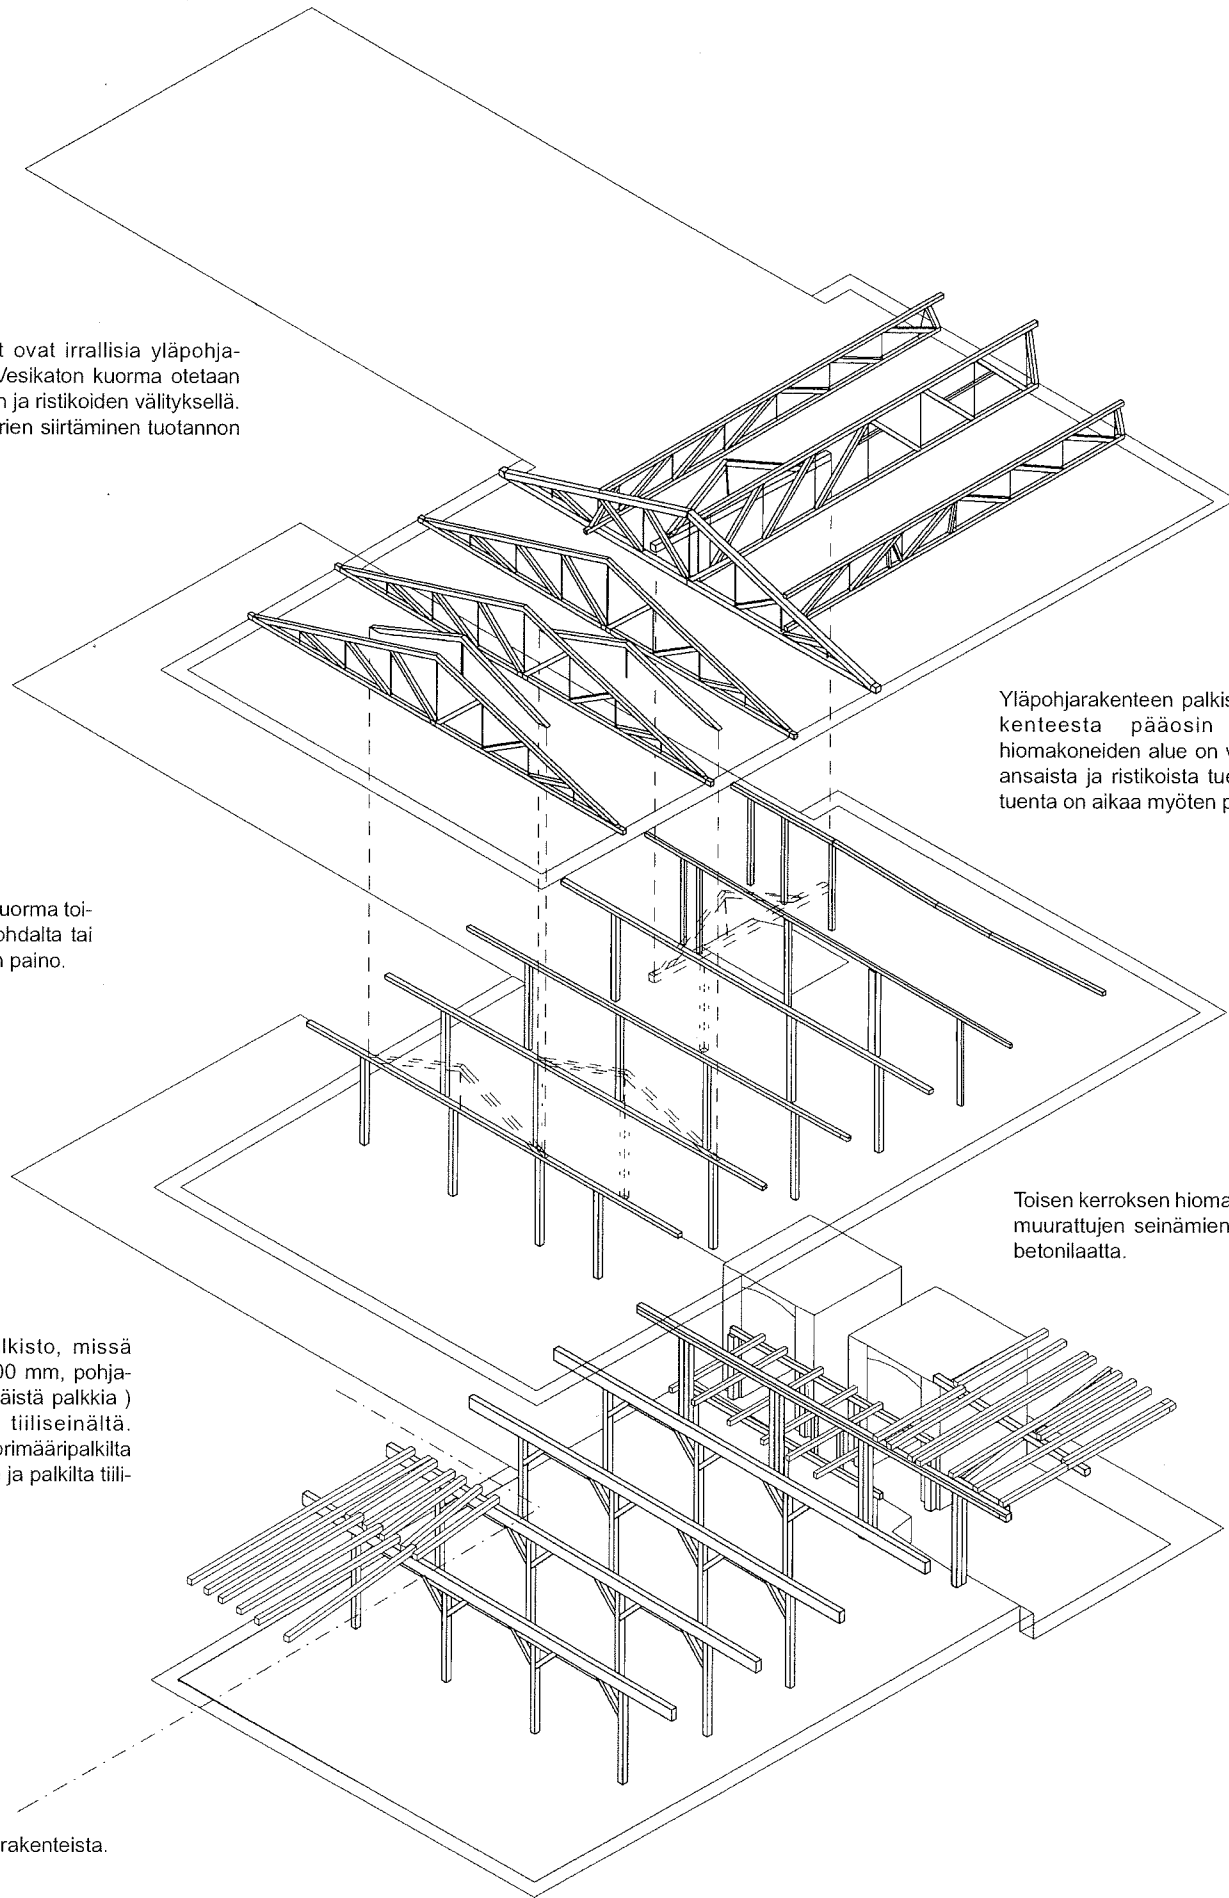 t ovat irrallisia yläpohja-
Vesikaton kuorma otetaan
n ja ristikoiden välityksellä.
rien siirtäminen tuotannon
Yläpohjarakenteen palkis
kenteesta pääosin
hiomakoneiden alue on v
ansaista ja ristikoista tue
tuenta on aikaa myöten p
uorma toi-
ohdalta tai
n paino.
Toisen kerroksen hioma
muurattujen seinämien
betonilaatta.
lkisto, missä
00 mm, pohja-
äistä palkkia )
tiiliseinältä.
orimääripalkilta
ja palkilta tiili-
rakenteista.